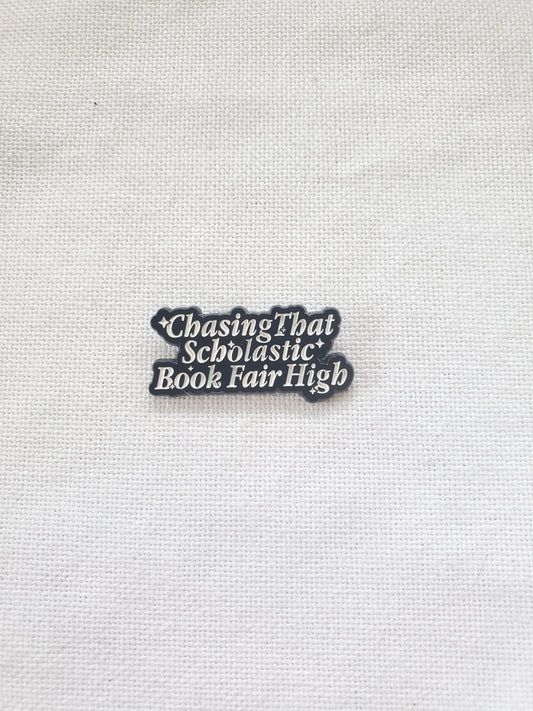 Chasing That
Scholastic
Book Fair High